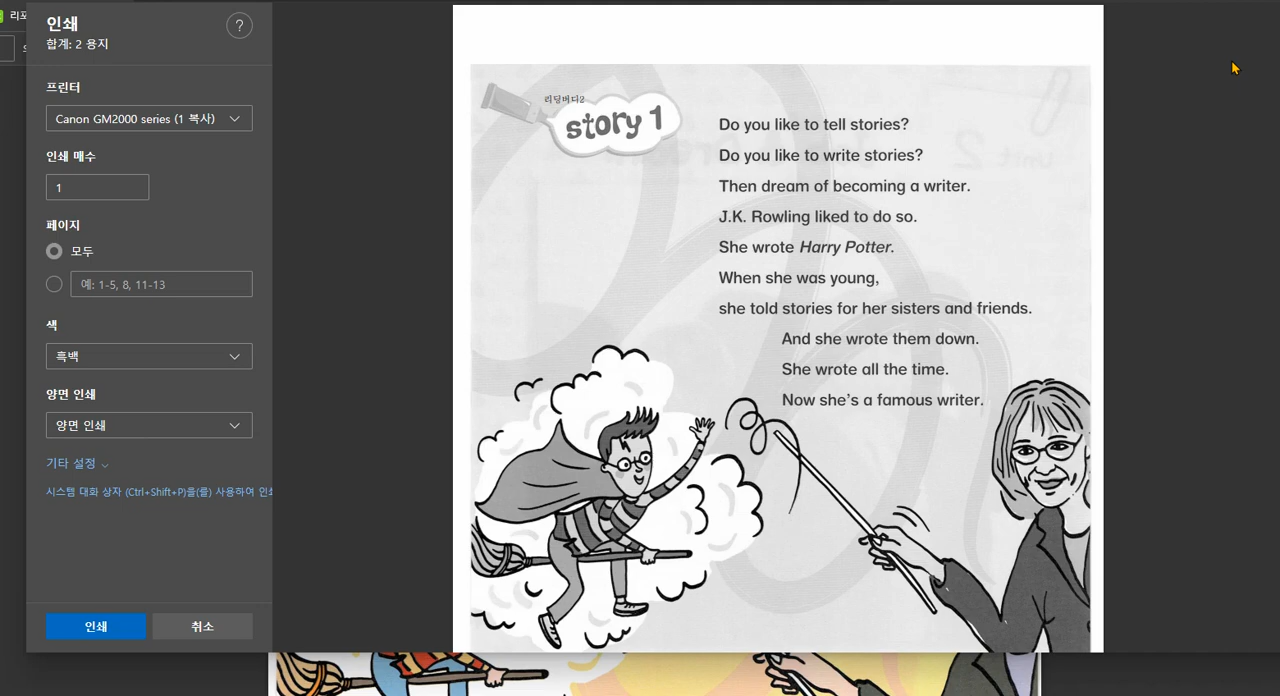 리포
인쇄
?
합계: 2 용지
프린터
Canon GM2000 series (1 복사)
인쇄 매수
1
페이지
모두
예: 1-5, 8, 11-13
색
흑백
양면 인쇄
양면 인쇄
기타 설정
시스템 대화 상자 (Ctrl+Shift+P)을(를) 사용하여 인쇄
인쇄
취소
리딩버디2
story 1
Do you like to tell stories?
Do you like to write stories?
Then dream of becoming a writer.
J.K. Rowling liked to do so.
She wrote Harry Potter.
When she was young,
she told stories for her sisters and friends.
And she wrote them down.
She wrote all the time.
Now she's a famous writer.